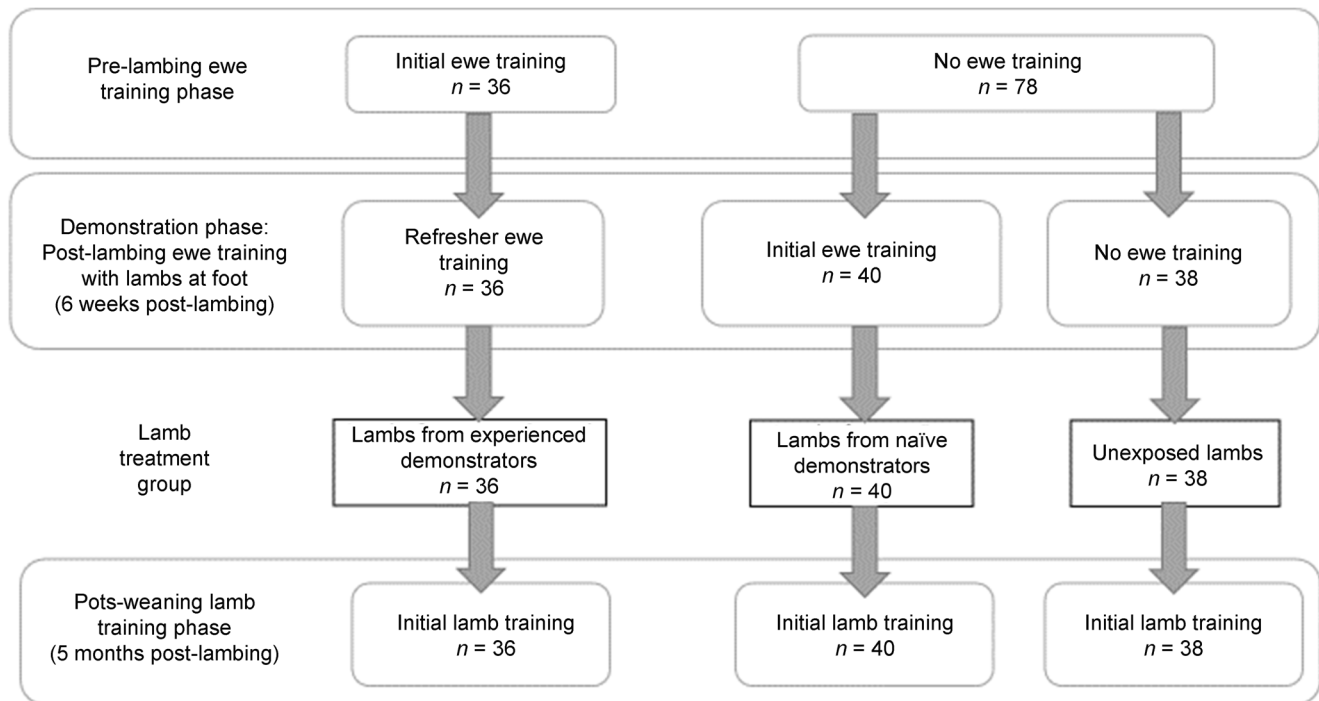 Pre-lambing ewe
training phase
Initial ewe training
n = 36
No ewe training
n = 78
Demonstration phase:
Post-lambing ewe training
with lambs at foot
(6 weeks post-lambing)
Refresher ewe
training
n = 36
Initial ewe training
n = 40
No ewe training
n = 38
Lamb
treatment
group
Lambs from experienced
demonstrators
n = 36
Lambs from naïve
demonstrators
n = 40
Unexposed lambs
n = 38
Pots-weaning lamb
training phase
(5 months post-lambing)
Initial lamb training
n = 36
Initial lamb training
n = 40
Initial lamb training
n = 38